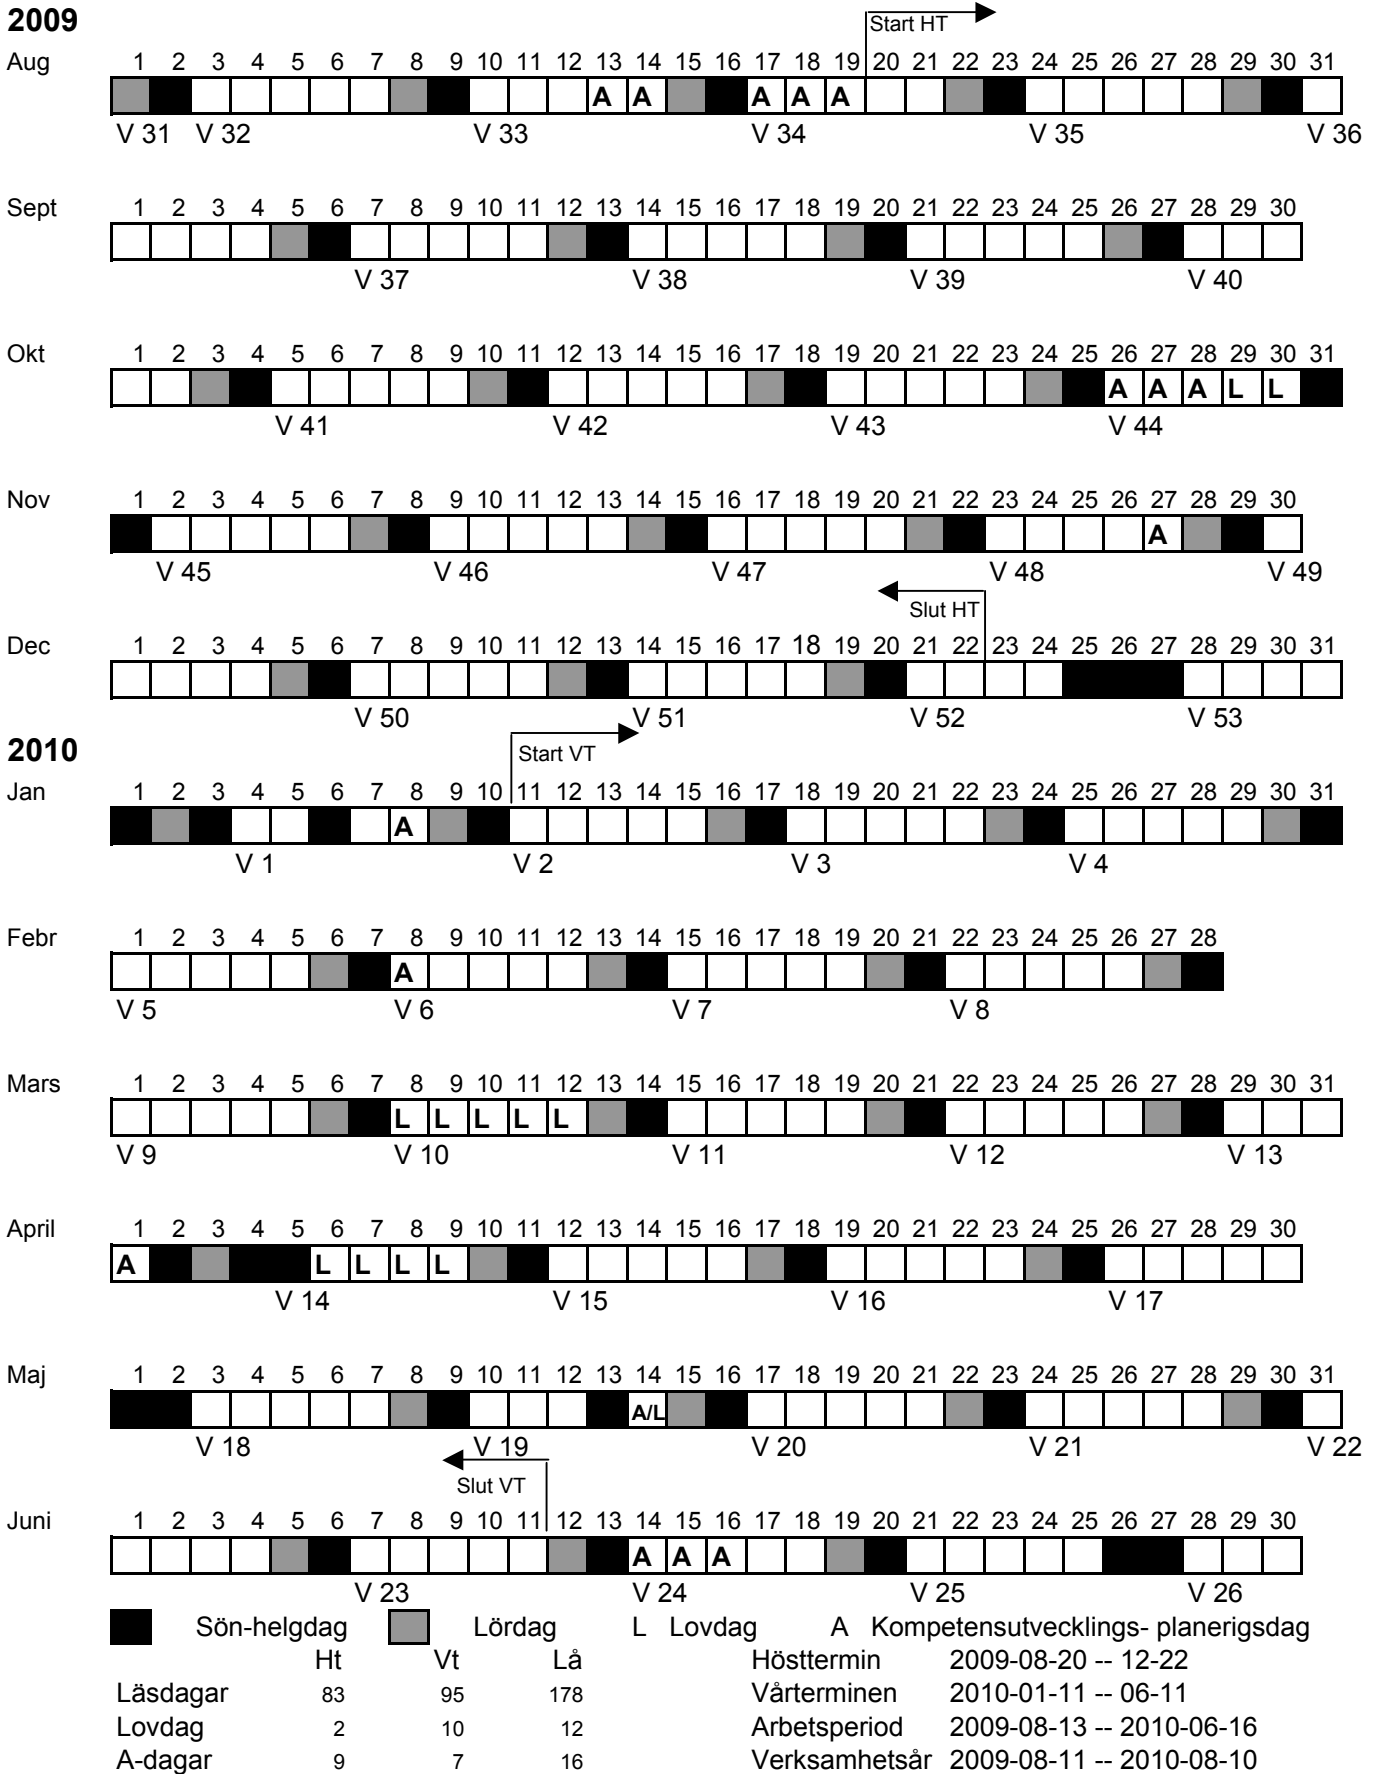 2009
Start HT
Aug 1 2 3 4 5 6 7 8 9 10 11 12 13 14 15 16 17 18 19 20 21 22 23 24 25 26 27 28 29 30 31
A A A A A
V 31 V 32 V 33 V 34 V 35 V 36
Sept 1 2 3 4 5 6 7 8 9 10 11 12 13 14 15 16 17 18 19 20 21 22 23 24 25 26 27 28 29 30
V 37 V 38 V 39 V 40
Okt 1 2 3 4 5 6 7 8 9 10 11 12 13 14 15 16 17 18 19 20 21 22 23 24 25 26 27 28 29 30 31
A A A L L
V 41 V 42 V 43 V 44
Nov 1 2 3 4 5 6 7 8 9 10 11 12 13 14 15 16 17 18 19 20 21 22 23 24 25 26 27 28 29 30
A
V 45 V 46 V 47 V 48 V 49
Slut HT
Dec 1 2 3 4 5 6 7 8 9 10 11 12 13 14 15 16 17 18 19 20 21 22 23 24 25 26 27 28 29 30 31
V 50 V 51 V 52 V 53
2010
Start VT
Jan 1 2 3 4 5 6 7 8 9 10 11 12 13 14 15 16 17 18 19 20 21 22 23 24 25 26 27 28 29 30 31
A
V 1 V 2 V 3 V 4
Febr 1 2 3 4 5 6 7 8 9 10 11 12 13 14 15 16 17 18 19 20 21 22 23 24 25 26 27 28
A
V 5 V 6 V 7 V 8
Mars 1 2 3 4 5 6 7 8 9 10 11 12 13 14 15 16 17 18 19 20 21 22 23 24 25 26 27 28 29 30 31
L L L L L
V 9 V 10 V 11 V 12 V 13
April 1 2 3 4 5 6 7 8 9 10 11 12 13 14 15 16 17 18 19 20 21 22 23 24 25 26 27 28 29 30
A L L L L
V 14 V 15 V 16 V 17
Maj 1 2 3 4 5 6 7 8 9 10 11 12 13 14 15 16 17 18 19 20 21 22 23 24 25 26 27 28 29 30 31
A/L
V 18 V 19 V 20 V 21 V 22
Slut VT
Juni 1 2 3 4 5 6 7 8 9 10 11 12 13 14 15 16 17 18 19 20 21 22 23 24 25 26 27 28 29 30
A A A
V 23 V 24 V 25 V 26
Sön-helgdag Lördag L Lovdag A Kompetensutvecklings- planerigsdag
Ht Vt Lå Hösttermin 2009-08-20 -- 12-22
Läsdagar 83 95 178 Vårterminen 2010-01-11 -- 06-11
Lovdag 2 10 12 Arbetsperiod 2009-08-13 -- 2010-06-16
A-dagar 9 7 16 Verksamhetsår 2009-08-11 -- 2010-08-10